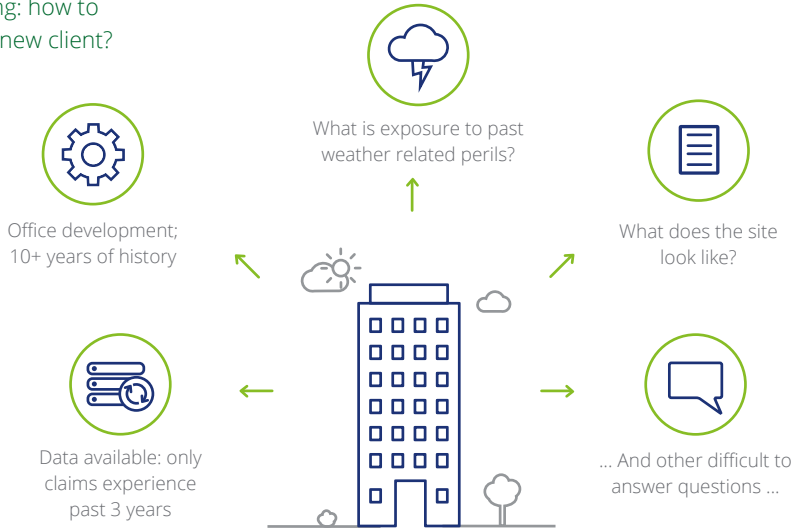 ng: how to
new client?
What is exposure to past
weather related perils?
Office development;
10+ years of history
What does the site
look like?
Data available: only
claims experience
past 3 years
... And other difficult to
answer questions ...